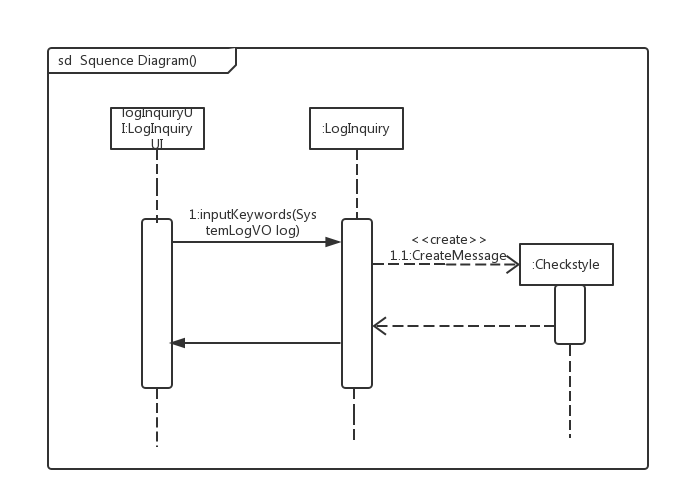 sd Squence Diagram()
logInquiryU
I:LogInquiry
UI
:LogInquiry
1:inputKeywords(Sys
temLogVO log)
<<create>>
1.1:CreateMessage
:Checkstyle